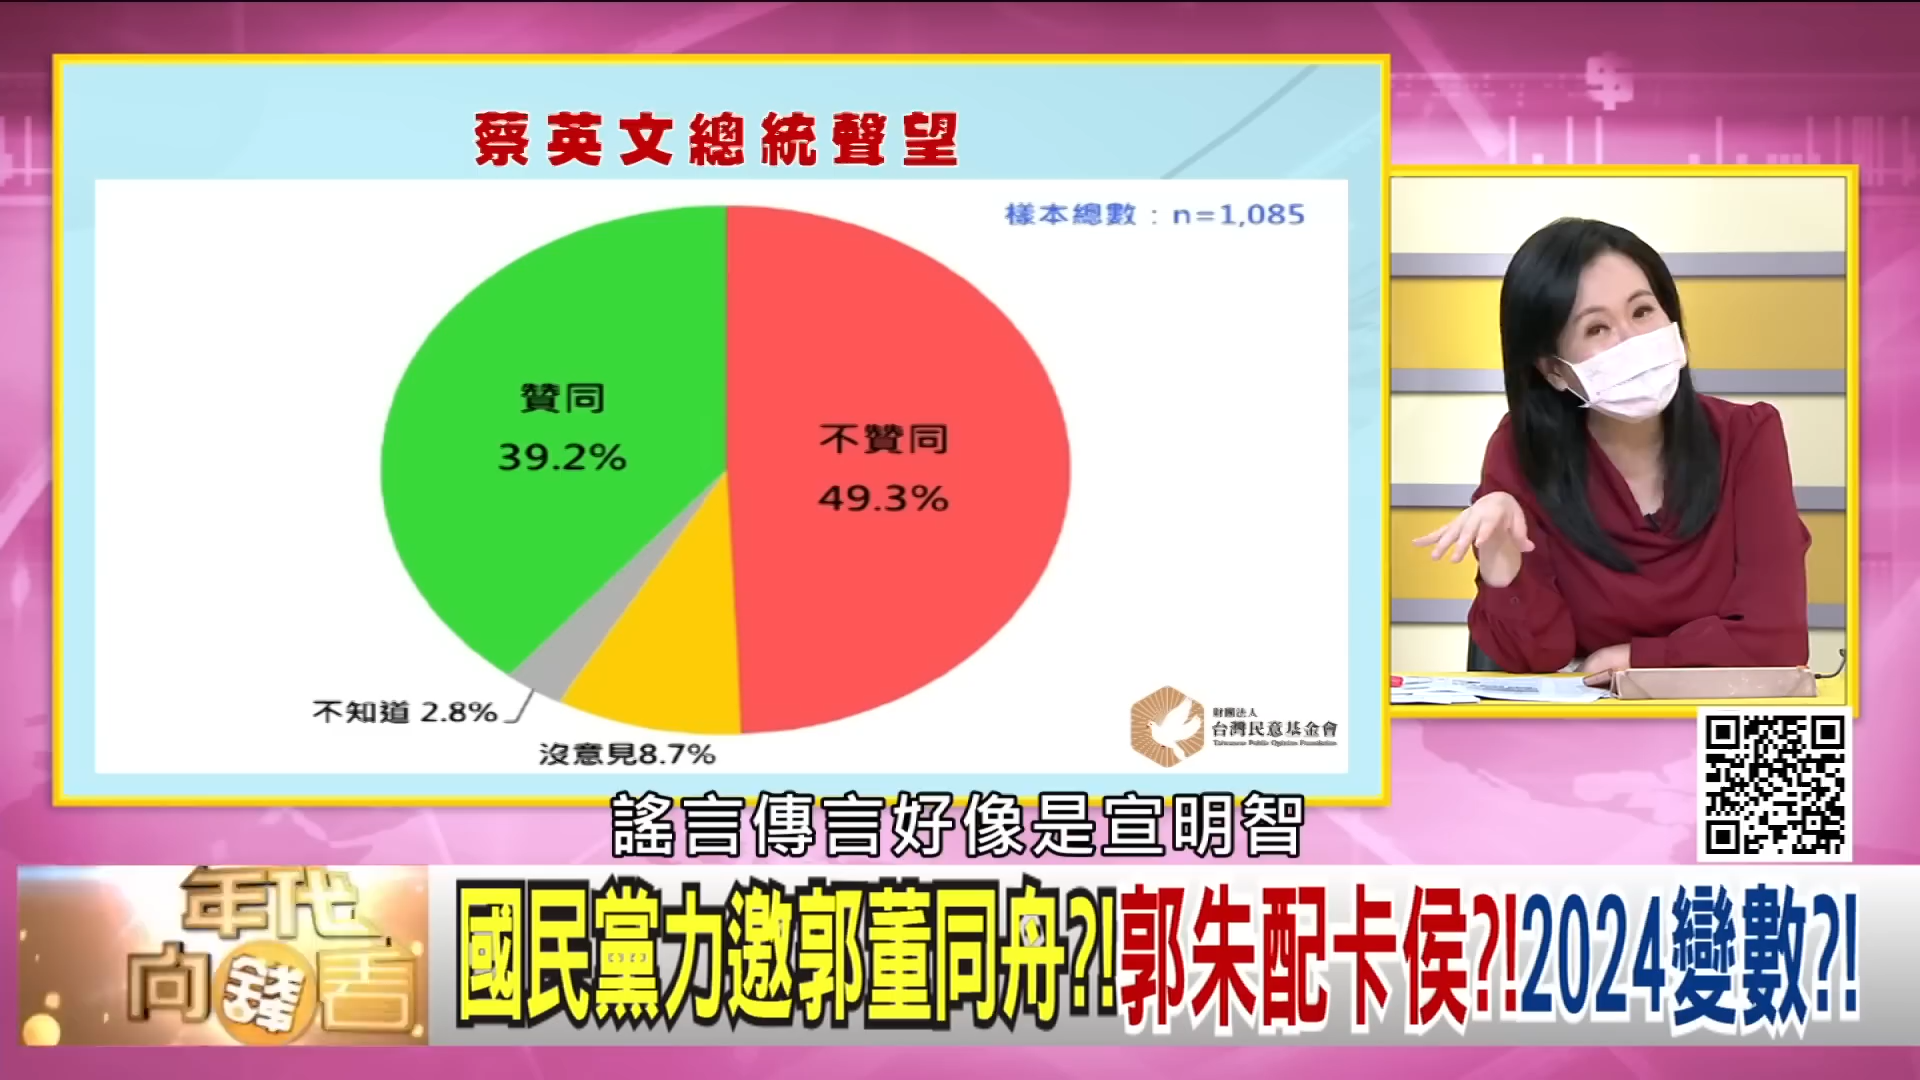 蔡英文總統聲望
樣本總數：n=1,085
贊同
39.2%
不贊同
49.3%
不知道 2.8%
沒意見8.7%
財團法人
台灣民意基金會
Taiwanese Public Opinion Foundation
謠言傳言好像是宣明智
年代
向錢看
國民黨力邀郭董同舟?!郭朱配卡侯?!2024變數?!